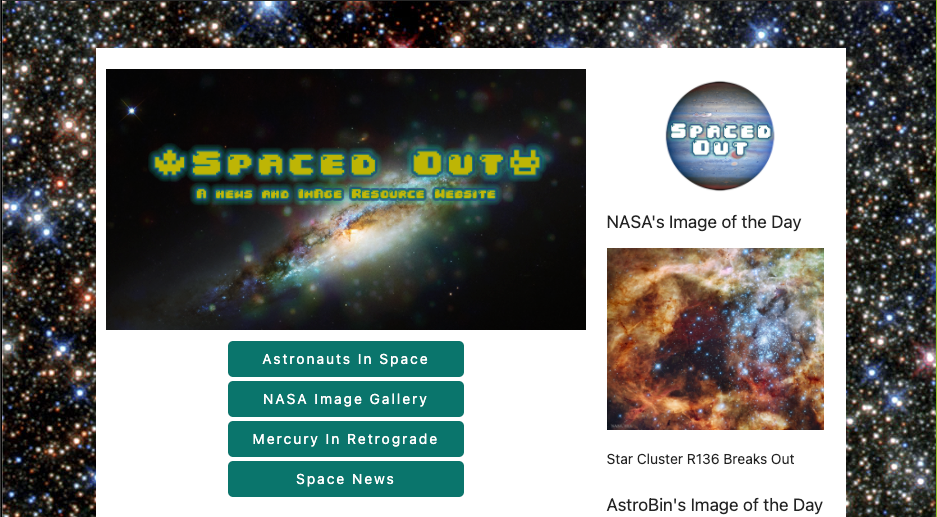 Spaced Out
A news and Image Resource Website
Astronauts In Space
NASA Image Gallery
Mercury In Retrograde
Space News
Spaced
Out
NASA's Image of the Day
Star Cluster R136 Breaks Out
AstroBin's Image of the Day